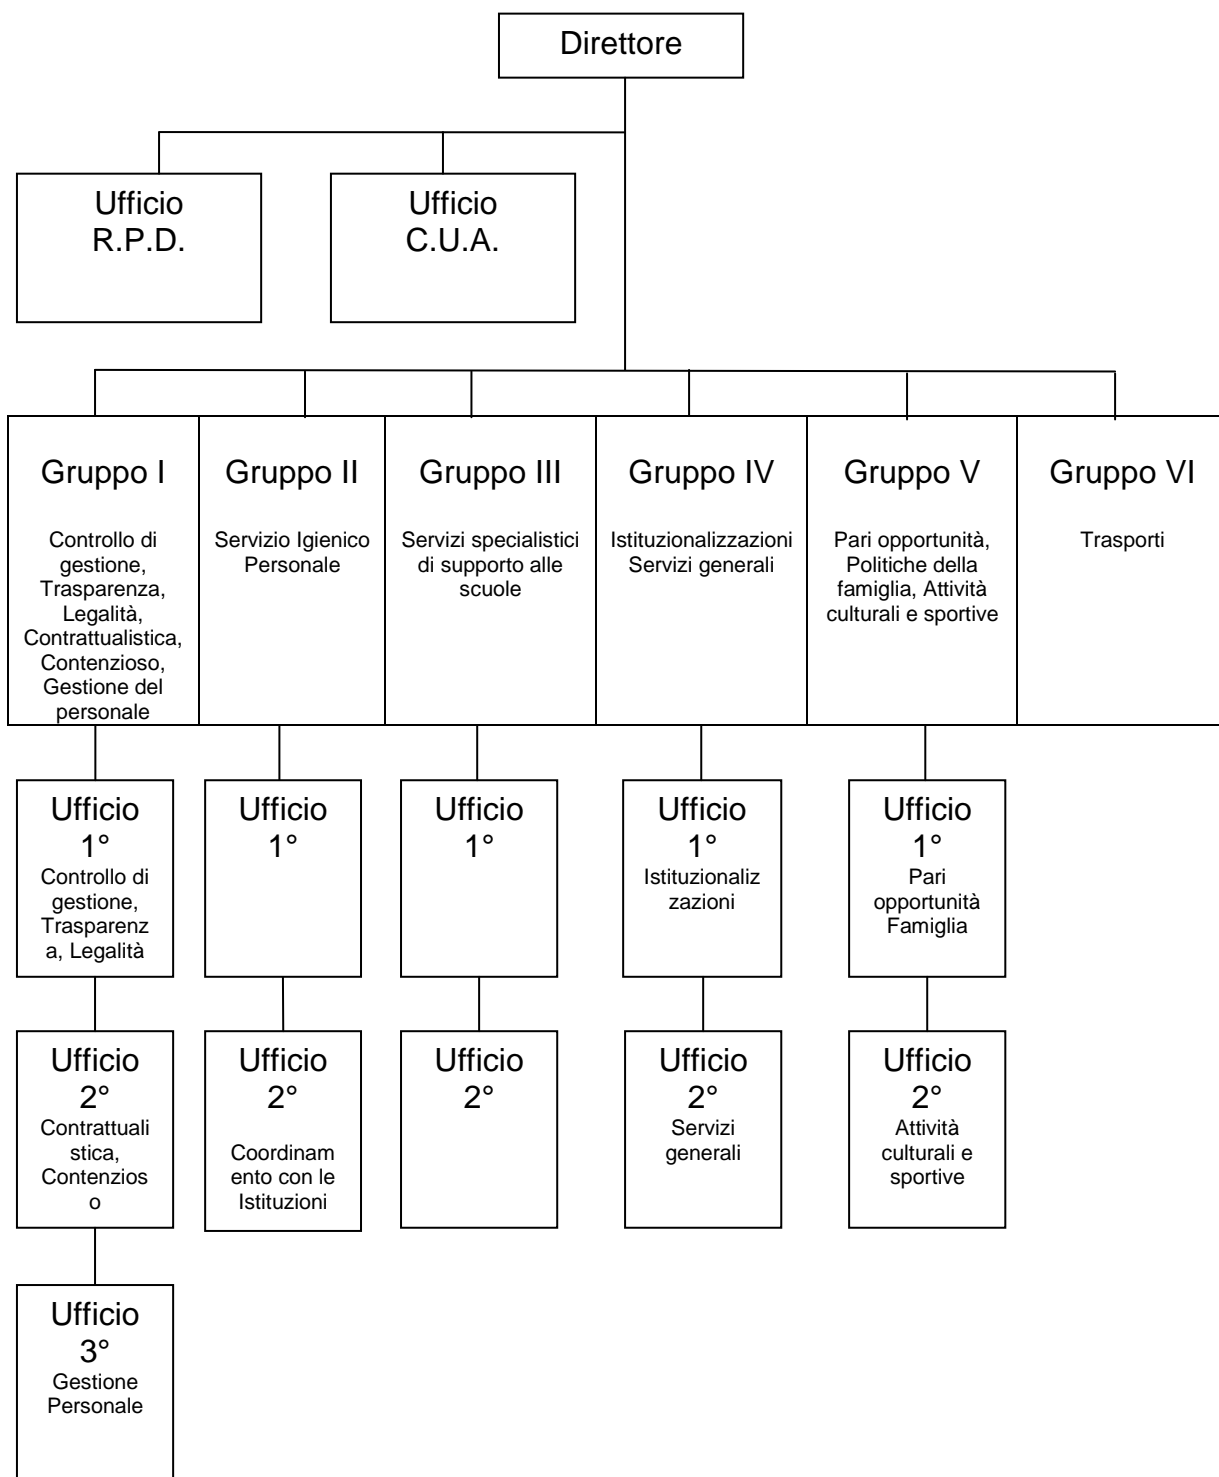 Direttore
Ufficio
R.P.D.
Ufficio
C.U.A.
Gruppo I
Controllo di
gestione,
Trasparenza,
Legalità,
Contrattualistica,
Contenzioso,
Gestione del
personale
Gruppo II
Servizio Igienico
Personale
Gruppo III
Servizi specialistici
di supporto alle
scuole
Gruppo IV
Istituzionalizzazioni
Servizi generali
Gruppo V
Pari opportunità,
Politiche della
famiglia, Attività
culturali e sportive
Gruppo VI
Trasporti
Ufficio
1°
Controllo di
gestione,
Trasparenz
a, Legalità
Ufficio
1°
Ufficio
1°
Ufficio
1°
Istituzionaliz
zazioni
Ufficio
1°
Pari
opportunità
Famiglia
Ufficio
2°
Contrattuali
stica,
Contenzios
o
Ufficio
2°
Coordinam
ento con le
Istituzioni
Ufficio
2°
Ufficio
2°
Servizi
generali
Ufficio
2°
Attività
culturali e
sportive
Ufficio
3°
Gestione
Personale